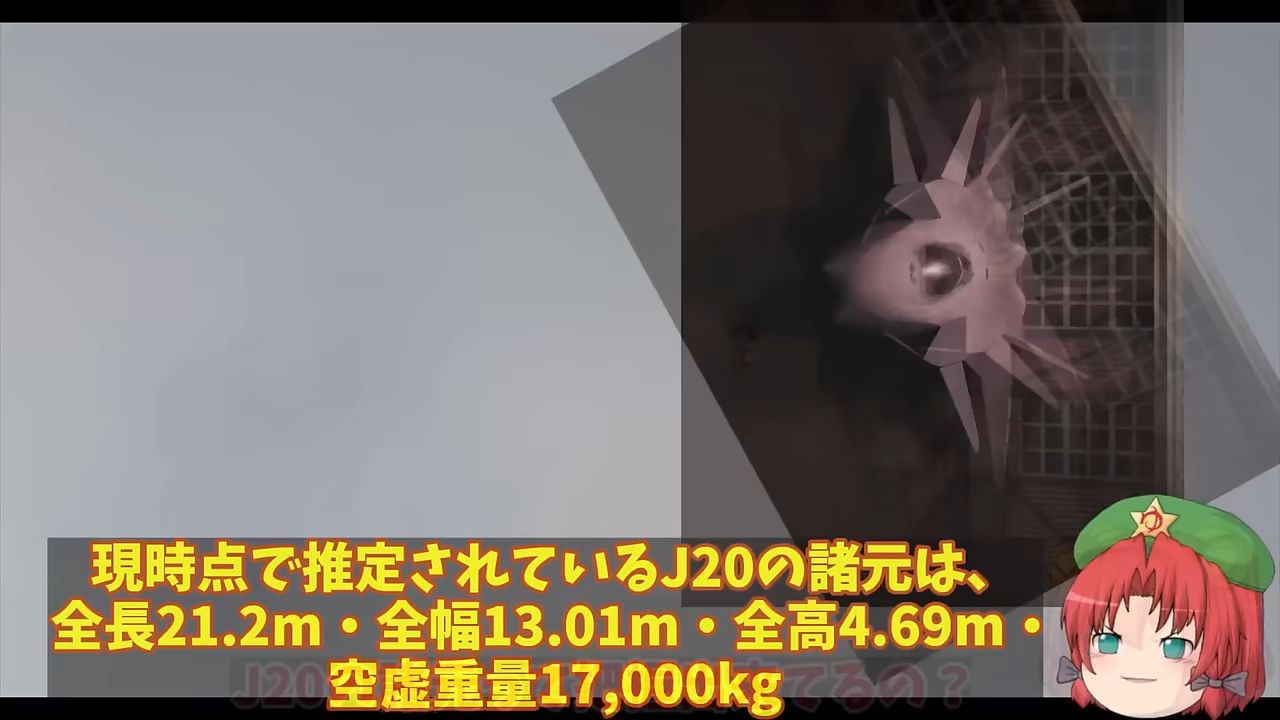 現時点で推定されているJ20の諸元は、
全長21.2m・全幅13.01m・全高4.69m・
空虚重量17,000kg